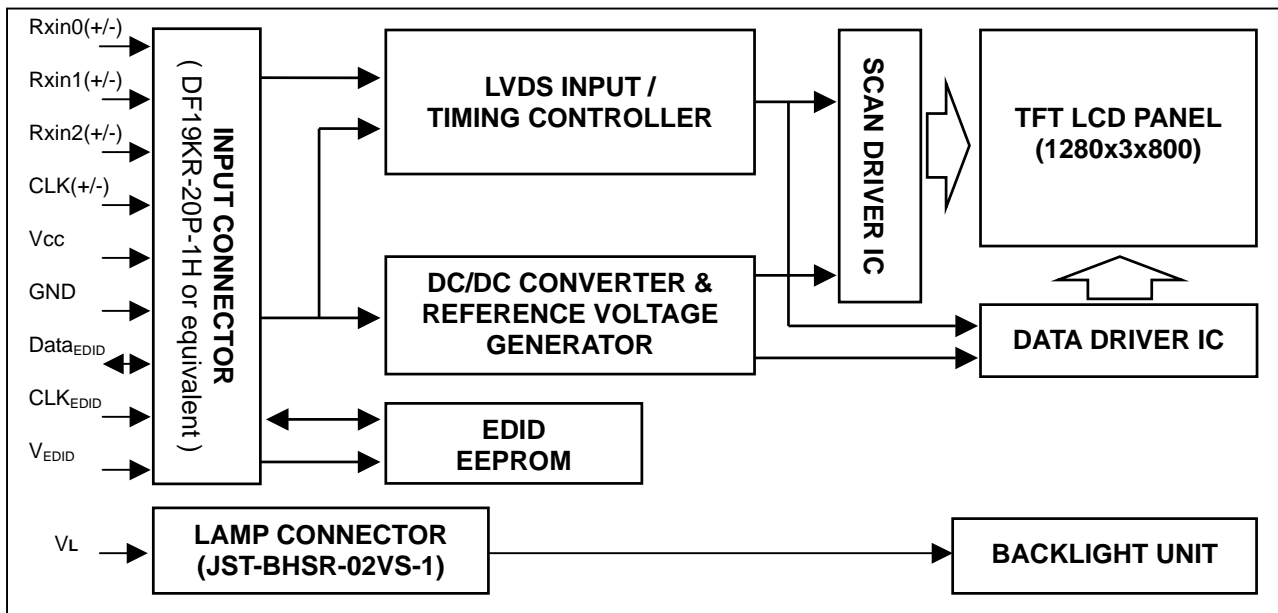 Rxin0(+/-)
Rxin1(+/-)
Rxin2(+/-)
CLK(+/-)
Vcc
GND
DataEDID
CLKEDID
VEDID
INPUT CONNECTOR
( DF19KR-20P-1H or equivalent )
LVDS INPUT /
TIMING CONTROLLER
DC/DC CONVERTER &
REFERENCE VOLTAGE
GENERATOR
EDID
EEPROM
SCAN DRIVER IC
TFT LCD PANEL
(1280x3x800)
DATA DRIVER IC
VL
LAMP CONNECTOR
(JST-BHSR-02VS-1)
BACKLIGHT UNIT